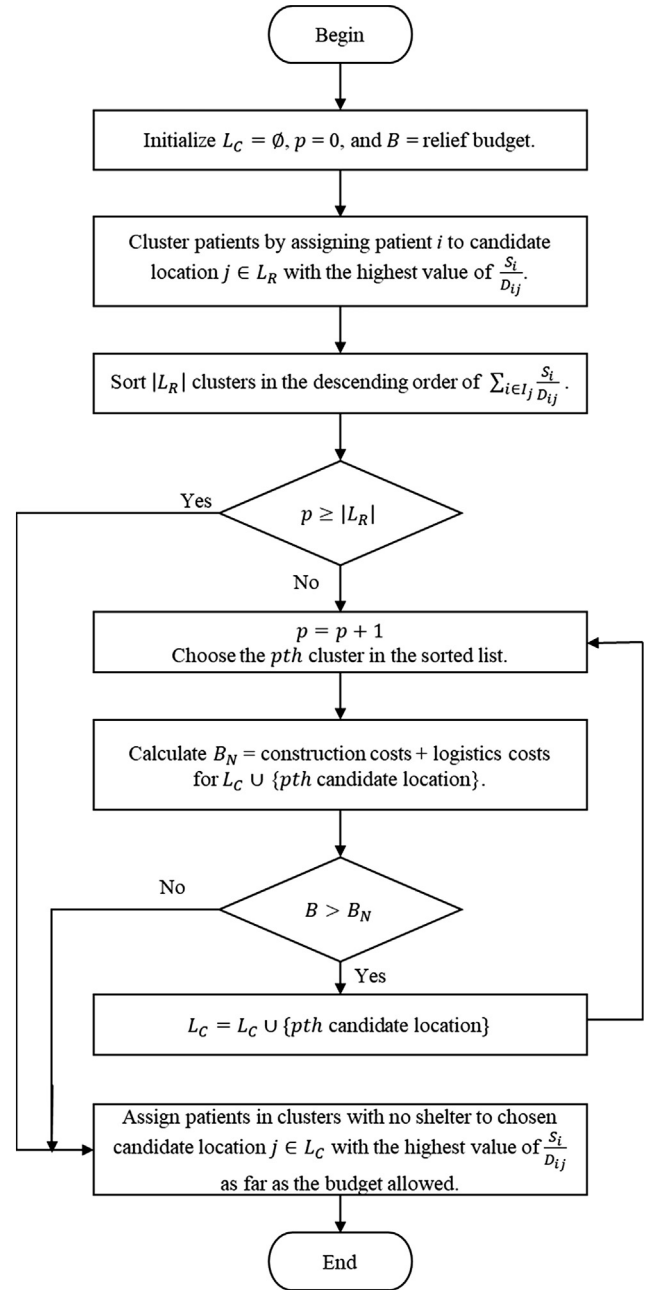 Begin
Initialize L_C = ∅, p = 0, and B = relief budget.
Cluster patients by assigning patient i to candidate
location j ∈ L_R with the highest value of S_i/D_ij.
Sort |L_R| clusters in the descending order of ∑_{i∈I_j} S_i/D_ij.
Yes
p ≥ |L_R|
No
p = p + 1
Choose the pth cluster in the sorted list.
Calculate B_N = construction costs + logistics costs
for L_C ∪ {pth candidate location}.
No
B > B_N
Yes
L_C = L_C ∪ {pth candidate location}
Assign patients in clusters with no shelter to chosen
candidate location j ∈ L_C with the highest value of S_i/D_ij
as far as the budget allowed.
End